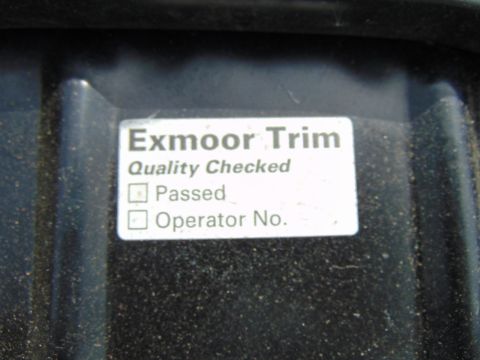 Exmoor Trim
Quality Checked
Passed
Operator No.